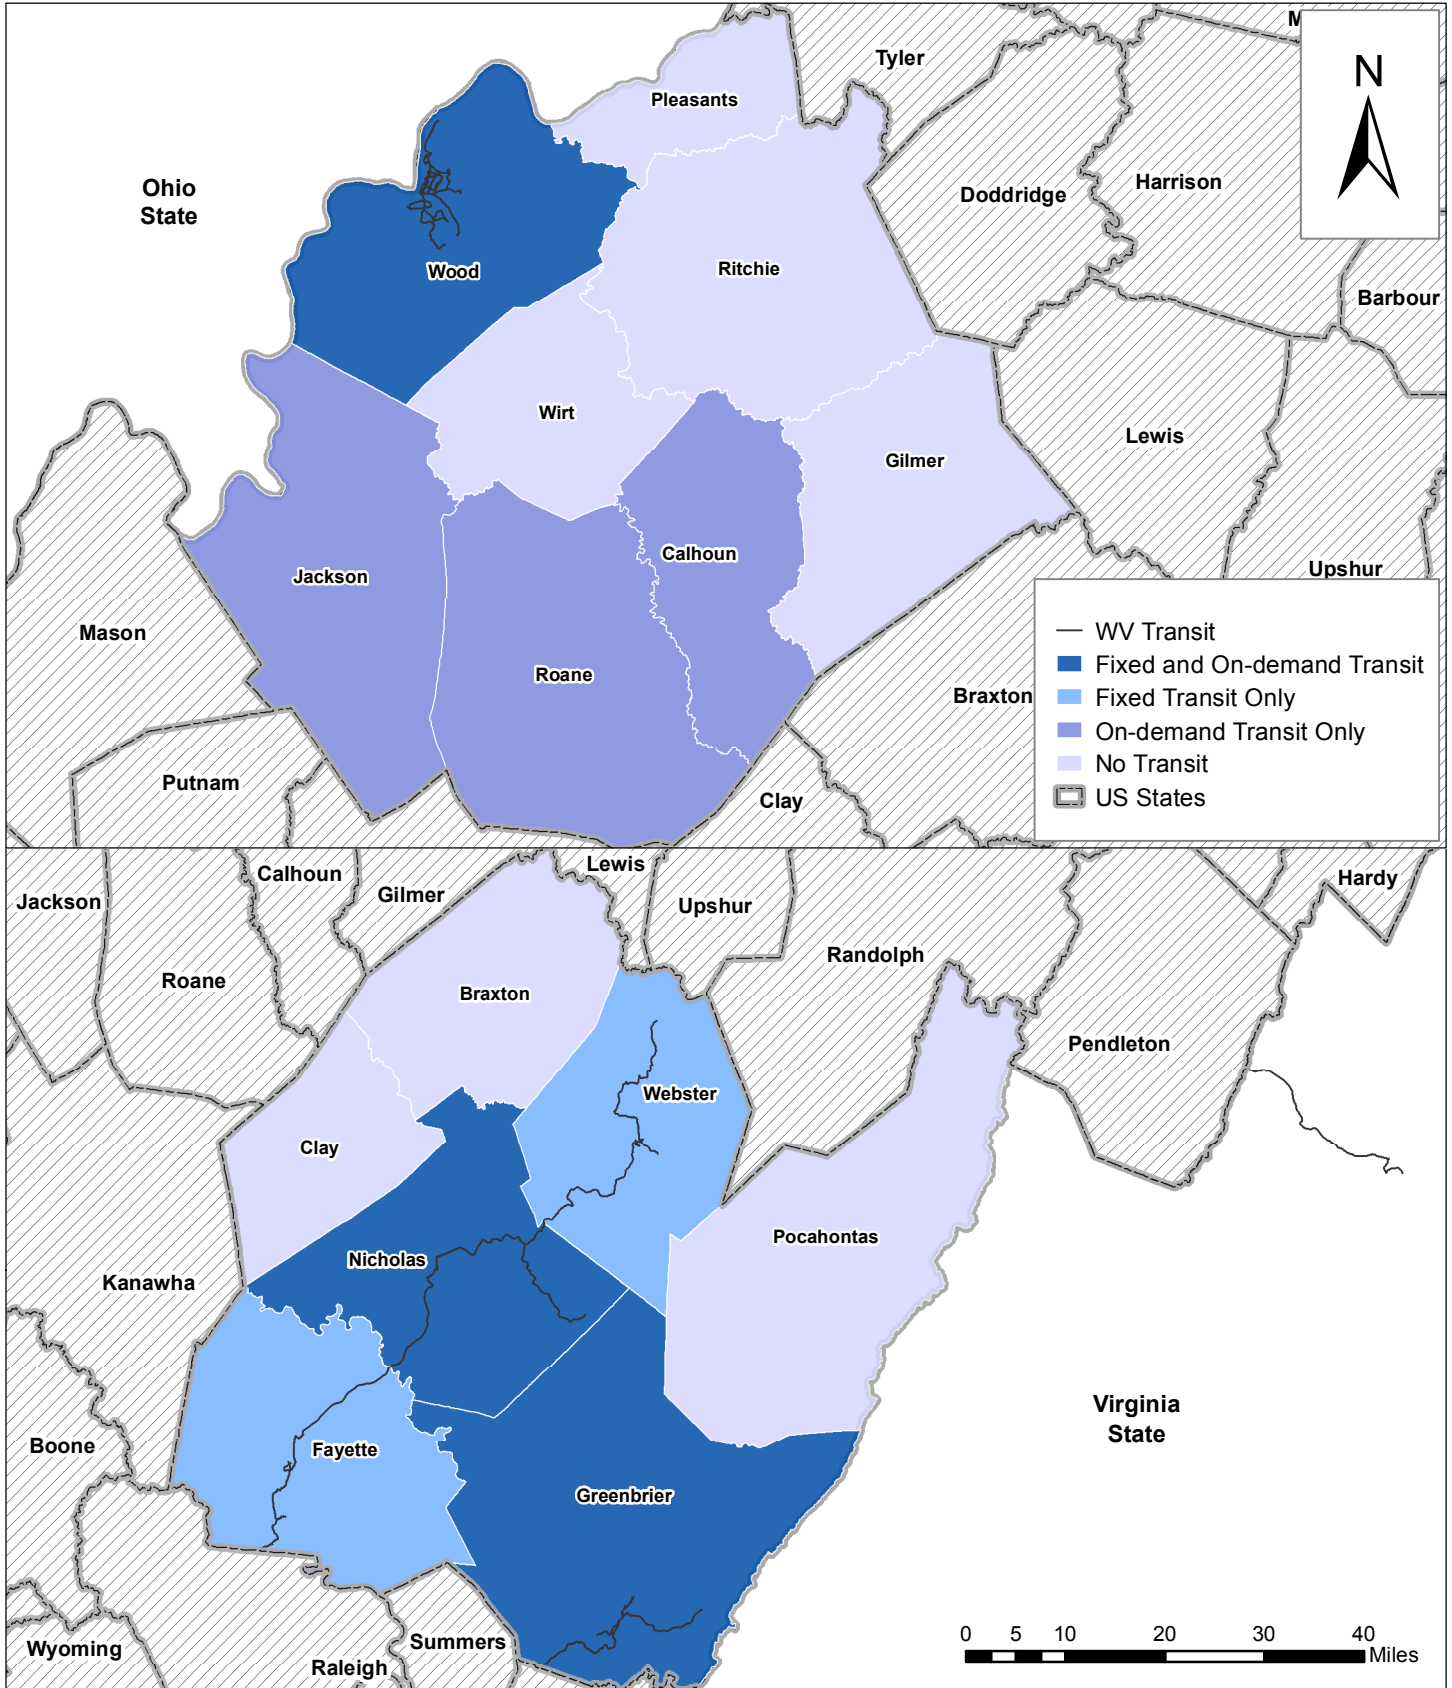 M
Tyler
N
Pleasants
Ohio
State
Doddridge
Harrison
Wood
Ritchie
Barbour
Wirt
Lewis
Gilmer
Calhoun
Jackson
Upshur
Mason
Roane
Braxton
Putnam
Clay
WV Transit
Fixed and On-demand Transit
Fixed Transit Only
On-demand Transit Only
No Transit
US States
Lewis
Calhoun
Gilmer
Hardy
Jackson
Upshur
Randolph
Roane
Braxton
Pendleton
Webster
Clay
Pocahontas
Nicholas
Kanawha
Virginia
State
Boone
Fayette
Greenbrier
Wyoming
Summers
Raleigh
0 5 10 20 30 40
Miles